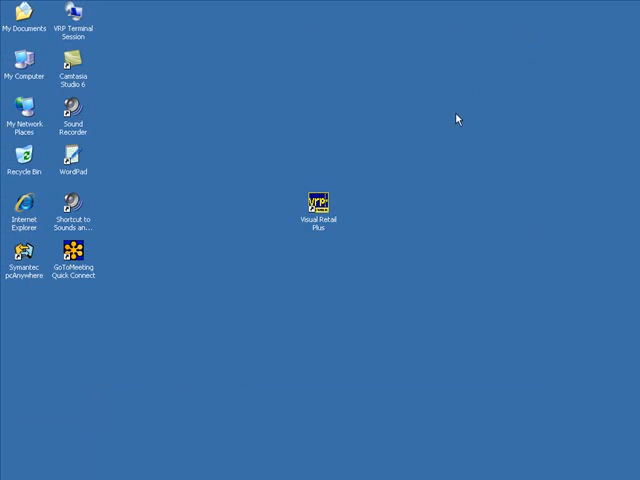 My Documents
VRP Terminal
Session
My Computer
Camtasia
Studio 6
My Network
Places
Sound
Recorder
Recycle Bin
WordPad
Internet
Explorer
Shortcut to
Sounds an...
Symantec
pcAnywhere
GoToMeeting
Quick Connect
vrp+
Visual Retail
Plus